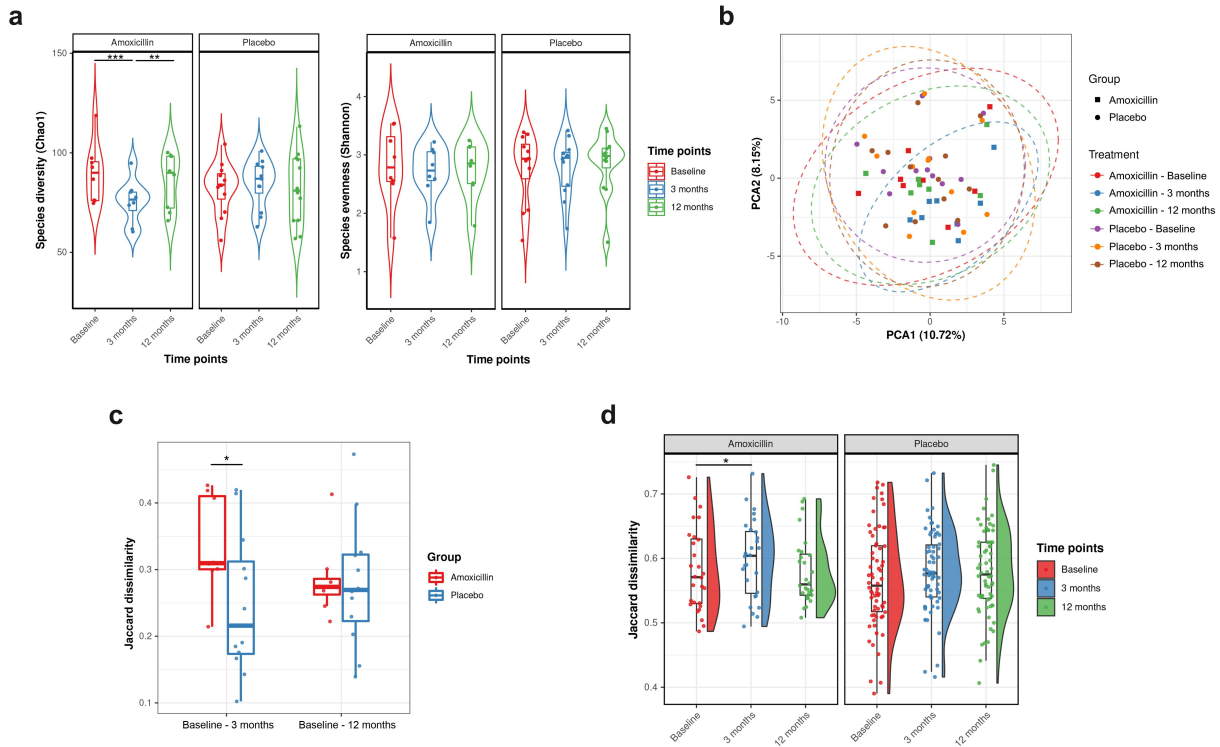 a
Amoxicillin
Placebo
***
**
Species diversity (Chao1)
150
100
50
Baseline
3 months
12 months
Baseline
3 months
12 months
Time points
Amoxicillin
Placebo
Species evenness (Shannon)
4
3
2
1
Baseline
3 months
12 months
Baseline
3 months
12 months
Time points
Time points
Baseline
3 months
12 months
b
PCA2 (8.15%)
5
0
-5
-10
-5
0
5
PCA1 (10.72%)
Group
Amoxicillin
Placebo
Treatment
Amoxicillin - Baseline
Amoxicillin - 3 months
Amoxicillin - 12 months
Placebo - Baseline
Placebo - 3 months
Placebo - 12 months
c
*
Jaccard dissimilarity
0.4
0.3
0.2
0.1
Baseline - 3 months
Baseline - 12 months
Group
Amoxicillin
Placebo
d
Amoxicillin
Placebo
*
Jaccard dissimilarity
0.7
0.6
0.5
0.4
Baseline
3 months
12 months
Baseline
3 months
12 months
Time points
Baseline
3 months
12 months